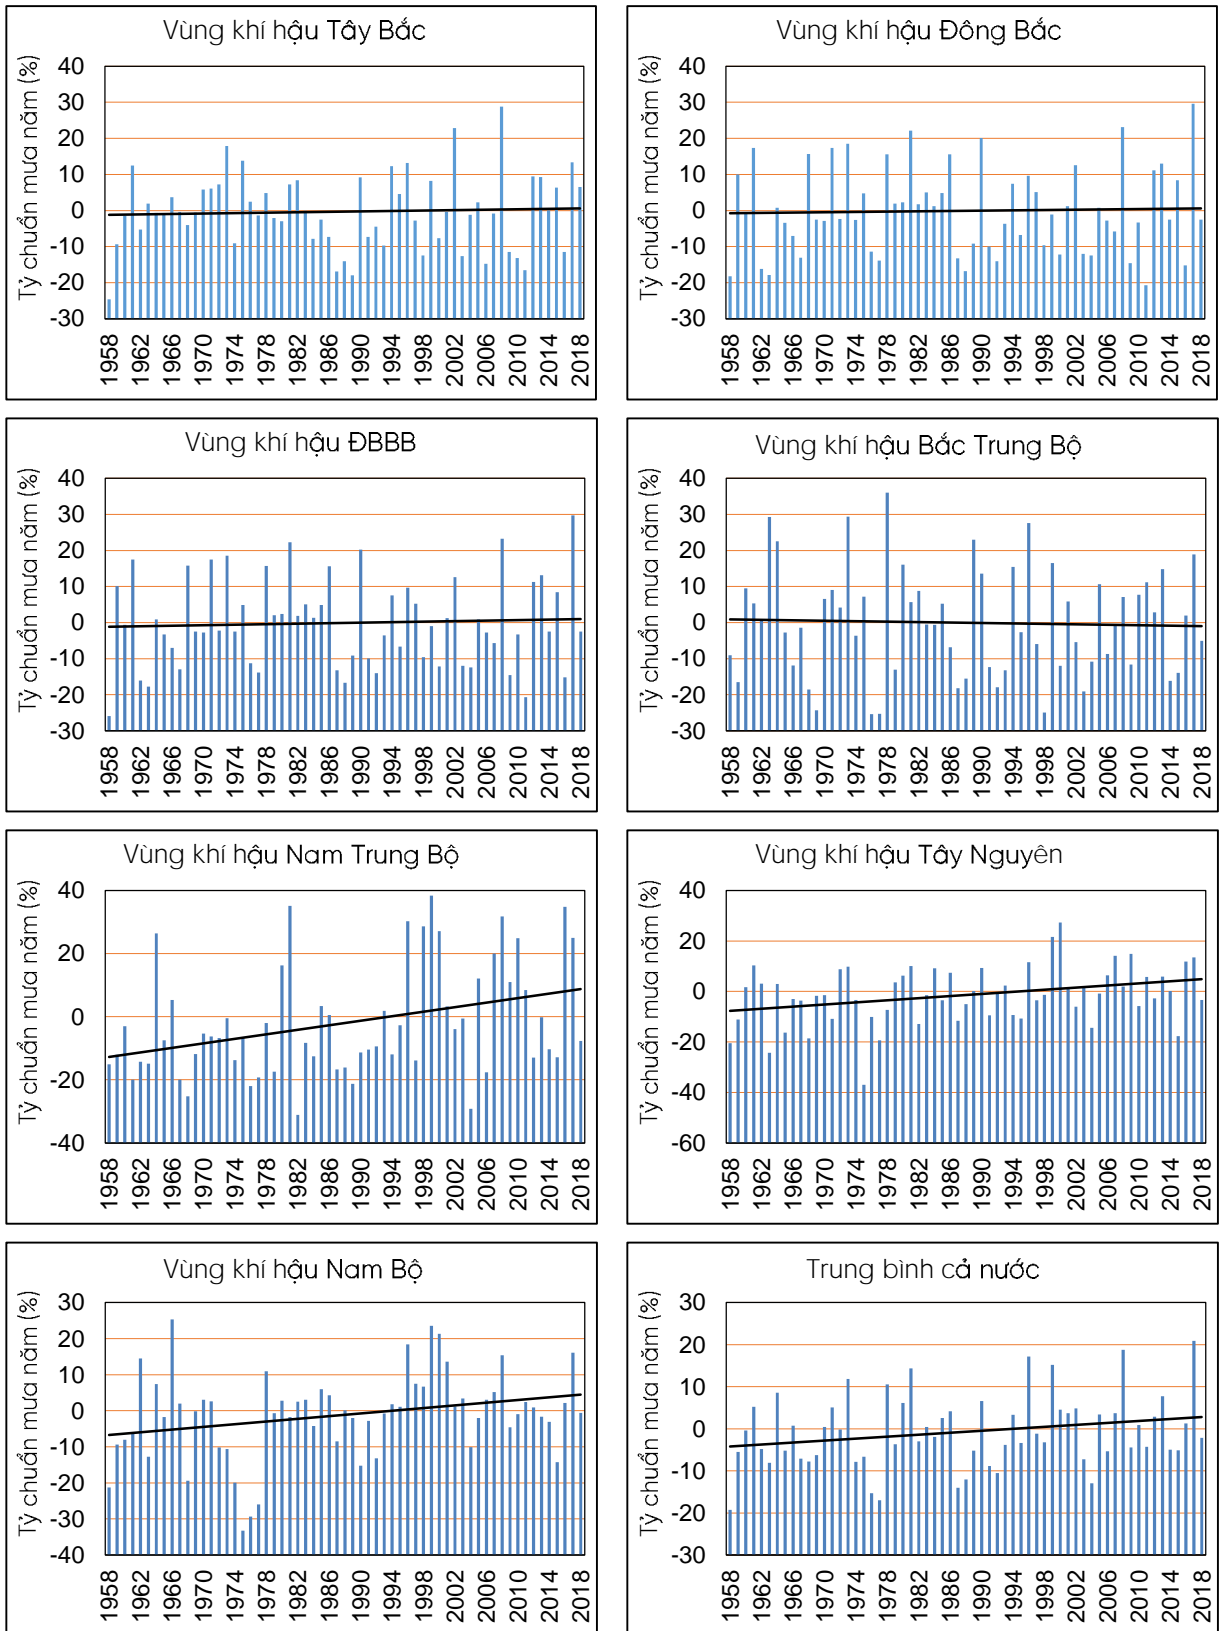 Vùng khí hậu Tây Bắc
Tỷ chuẩn mưa năm (%)
40
30
20
10
0
-10
-20
-30
1958 1962 1966 1970 1974 1978 1982 1986 1990 1994 1998 2002 2006 2010 2014 2018
Vùng khí hậu Đông Bắc
Tỷ chuẩn mưa năm (%)
40
30
20
10
0
-10
-20
-30
1958 1962 1966 1970 1974 1978 1982 1986 1990 1994 1998 2002 2006 2010 2014 2018
Vùng khí hậu ĐBBB
Tỷ chuẩn mưa năm (%)
40
30
20
10
0
-10
-20
-30
1958 1962 1966 1970 1974 1978 1982 1986 1990 1994 1998 2002 2006 2010 2014 2018
Vùng khí hậu Bắc Trung Bộ
Tỷ chuẩn mưa năm (%)
40
30
20
10
0
-10
-20
-30
1958 1962 1966 1970 1974 1978 1982 1986 1990 1994 1998 2002 2006 2010 2014 2018
Vùng khí hậu Nam Trung Bộ
Tỷ chuẩn mưa năm (%)
40
20
0
-20
-40
1958 1962 1966 1970 1974 1978 1982 1986 1990 1994 1998 2002 2006 2010 2014 2018
Vùng khí hậu Tây Nguyên
Tỷ chuẩn mưa năm (%)
40
20
0
-20
-40
-60
1958 1962 1966 1970 1974 1978 1982 1986 1990 1994 1998 2002 2006 2010 2014 2018
Vùng khí hậu Nam Bộ
Tỷ chuẩn mưa năm (%)
30
20
10
0
-10
-20
-30
-40
1958 1962 1966 1970 1974 1978 1982 1986 1990 1994 1998 2002 2006 2010 2014 2018
Trung bình cả nước
Tỷ chuẩn mưa năm (%)
30
20
10
0
-10
-20
-30
1958 1962 1966 1970 1974 1978 1982 1986 1990 1994 1998 2002 2006 2010 2014 2018